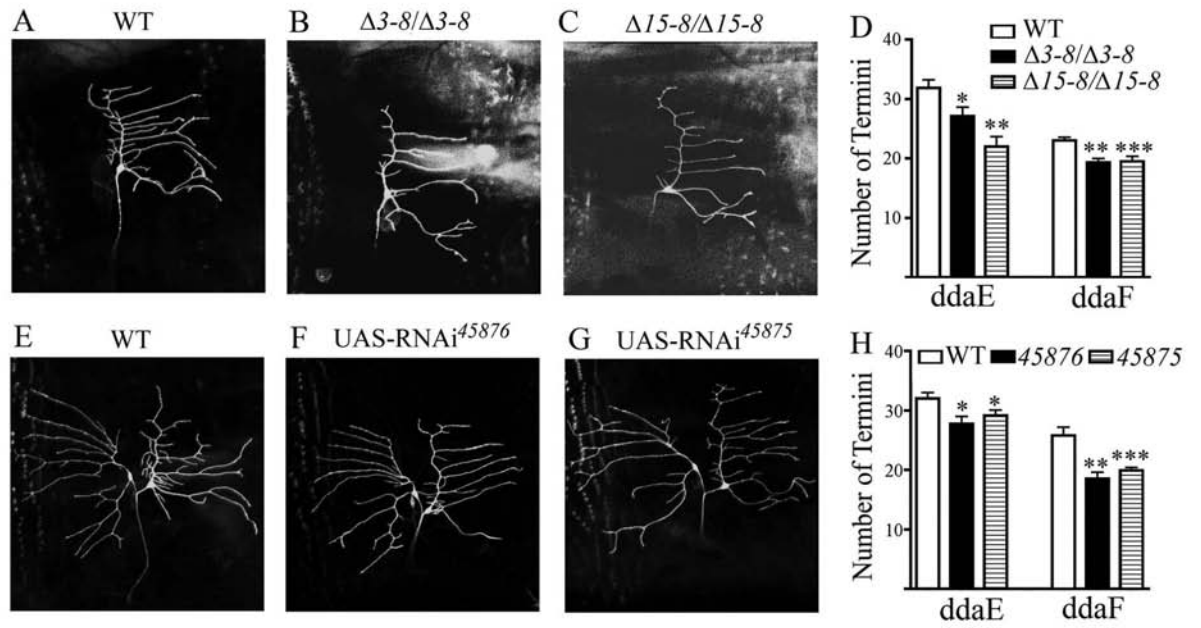 A WT
B Δ3-8/Δ3-8
C Δ15-8/Δ15-8
D
WT
Δ3-8/Δ3-8
Δ15-8/Δ15-8
Number of Termini
40
30
20
10
* ** ** ***
ddaE ddaF
E WT
F UAS-RNAi45876
G UAS-RNAi45875
H
WT 45876 45875
Number of Termini
40
30
20
10
* * ** ***
ddaE ddaF